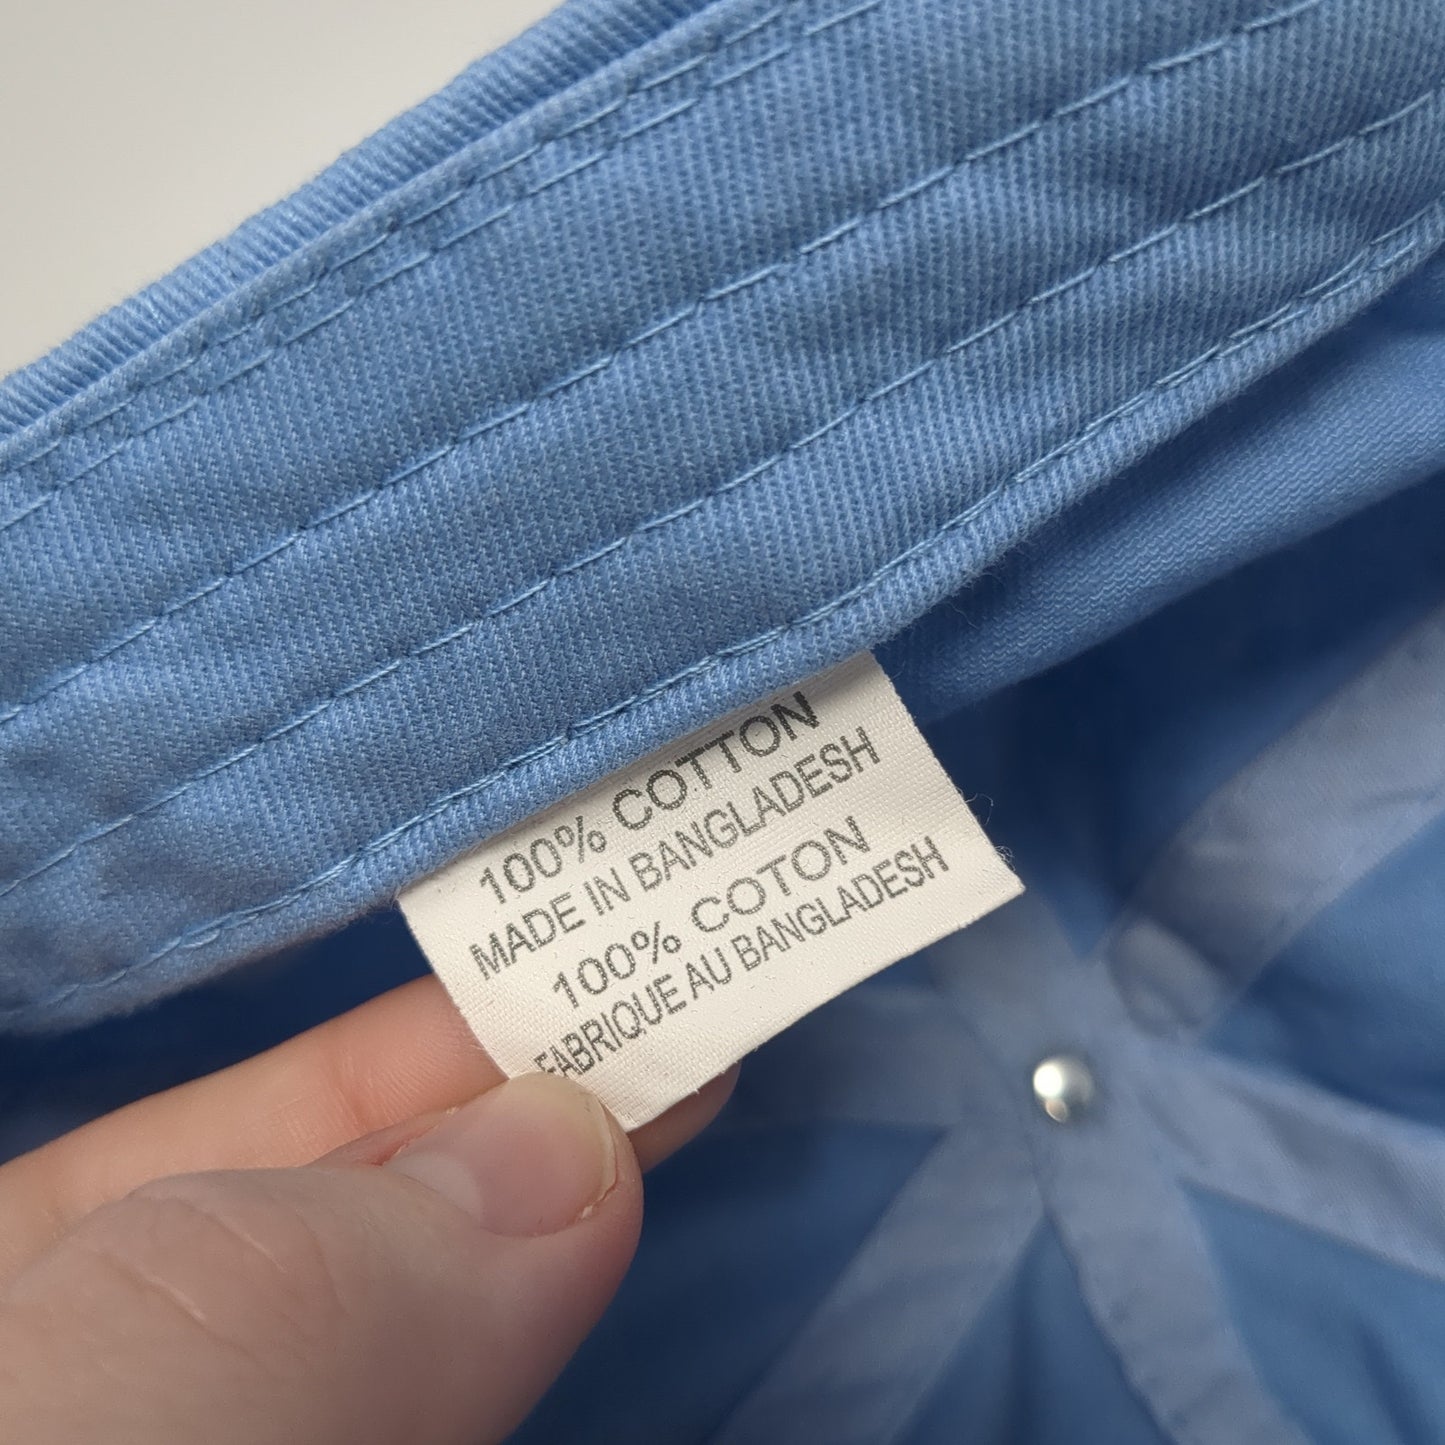 100% COTTON
MADE IN BANGLADESH
100% COTON
FABRIQUE AU BANGLADESH